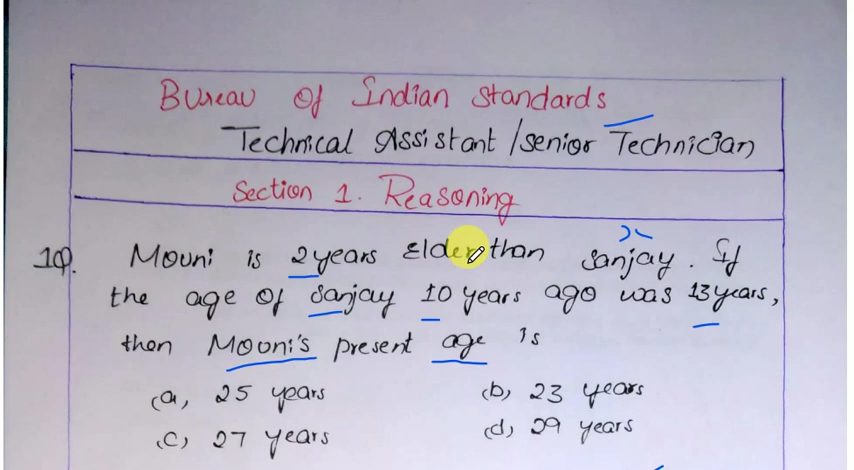 Bureau Of Indian Standards
Technical Assistant/senior Technician
Section 1. Reasoning
x
1Q. Mouni is 2 years Elder than Sanjay. If
the age of Sanjay 10 years ago was 13 years,
then Mouni's present age is
(a) 25 years (b) 23 years
(c) 27 years (d) 29 years